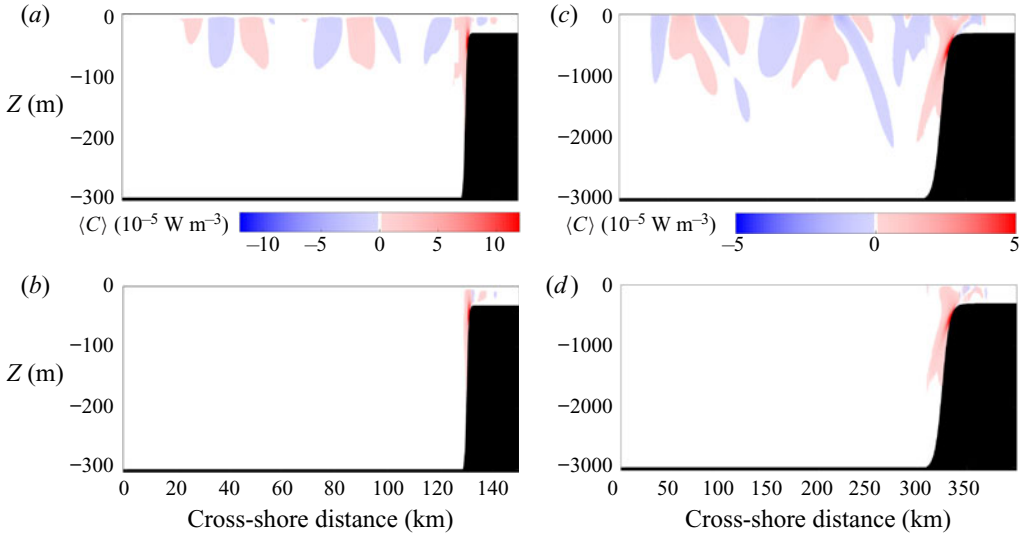 (a)
(c)
0
−100
−200
−300
Z (m)
0
−1000
−2000
−3000
⟨C⟩ (10−5 W m−3)
−10 −5 0 5 10
⟨C⟩ (10−5 W m−3)
−5 0 5
(b)
(d)
0
−100
−200
−300
Z (m)
0
−1000
−2000
−3000
0 20 40 60 80 100 120 140
0 50 100 150 200 250 300 350
Cross-shore distance (km)
Cross-shore distance (km)